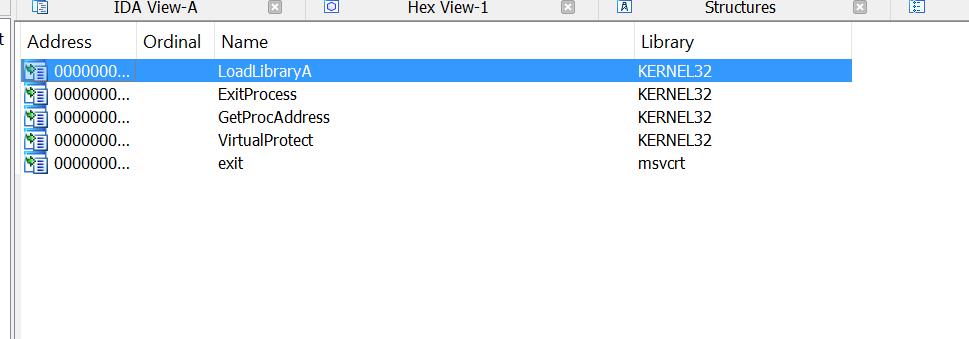 IDA View-A Hex View-1 Structures
t Address Ordinal Name Library
0000000... LoadLibraryA KERNEL32
0000000... ExitProcess KERNEL32
0000000... GetProcAddress KERNEL32
0000000... VirtualProtect KERNEL32
0000000... exit msvcrt